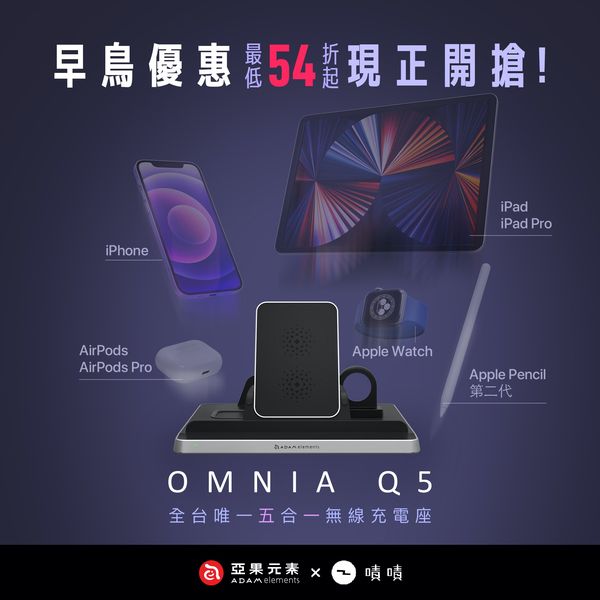 早鳥優惠最低54折起現正開搶!
iPad
iPad Pro
iPhone
AirPods
AirPods Pro
Apple Watch
Apple Pencil
第二代
ADAM elements
OMNIA Q5
全台唯一五合一無線充電座
亞果元素 × 嘖嘖
ADAM elements